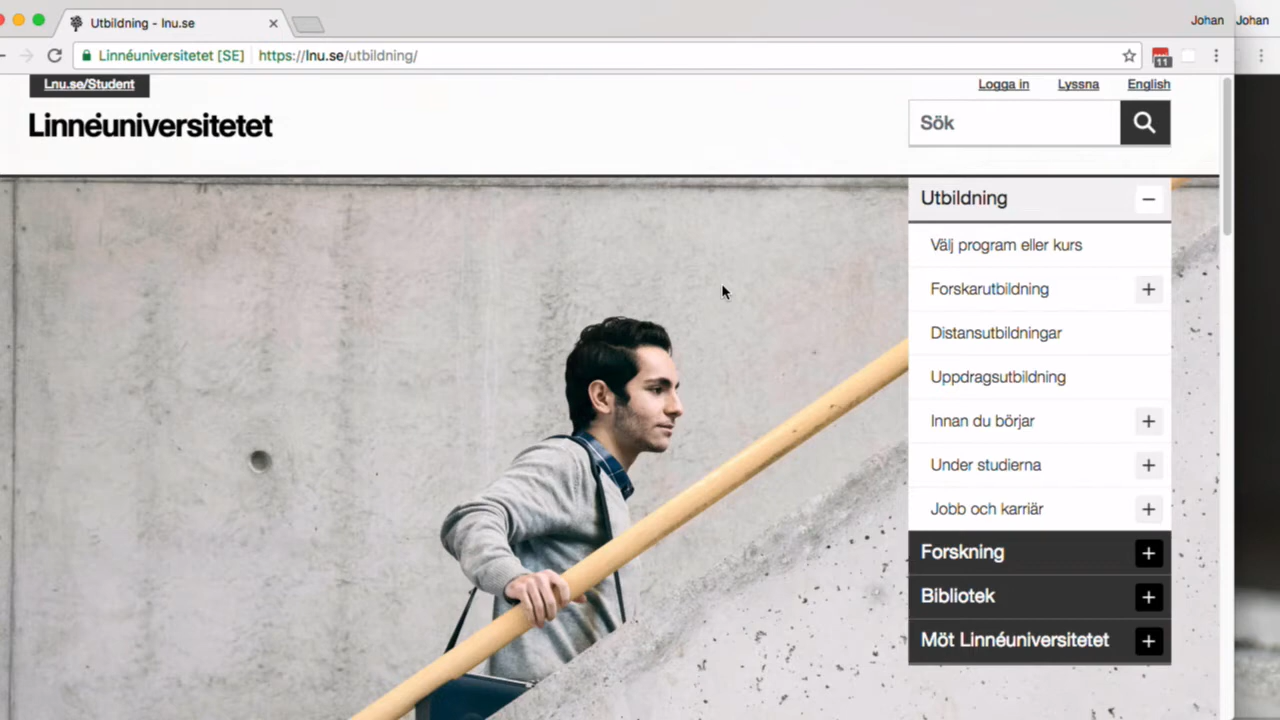 Utbildning - lnu.se
Johan
Johan
Linnéuniversitetet [SE]
https://lnu.se/utbildning/
11
Lnu.se/Student
Logga in
Lyssna
English
Linnéuniversitetet
Sök
Utbildning
Välj program eller kurs
Forskarutbildning
Distansutbildningar
Uppdragsutbildning
Innan du börjar
Under studierna
Jobb och karriär
Forskning
Bibliotek
Möt Linnéuniversitetet